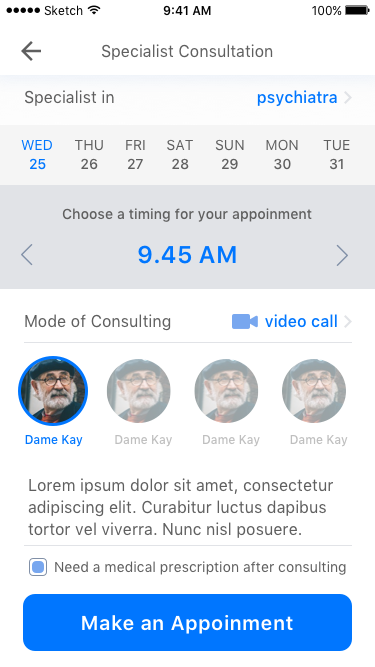 Sketch 9:41 AM 100%
Specialist Consultation
Specialist in psychiatra
WED THU FRI SAT SUN MON TUE
25 26 27 28 29 30 31
Choose a timing for your appoinment
9.45 AM
Mode of Consulting video call
Dame Kay Dame Kay Dame Kay Dame Kay
Lorem ipsum dolor sit amet, consectetur
adipiscing elit. Curabitur luctus dapibus
tortor vel viverra. Nunc nisl posuere.
Need a medical prescription after consulting
Make an Appoinment